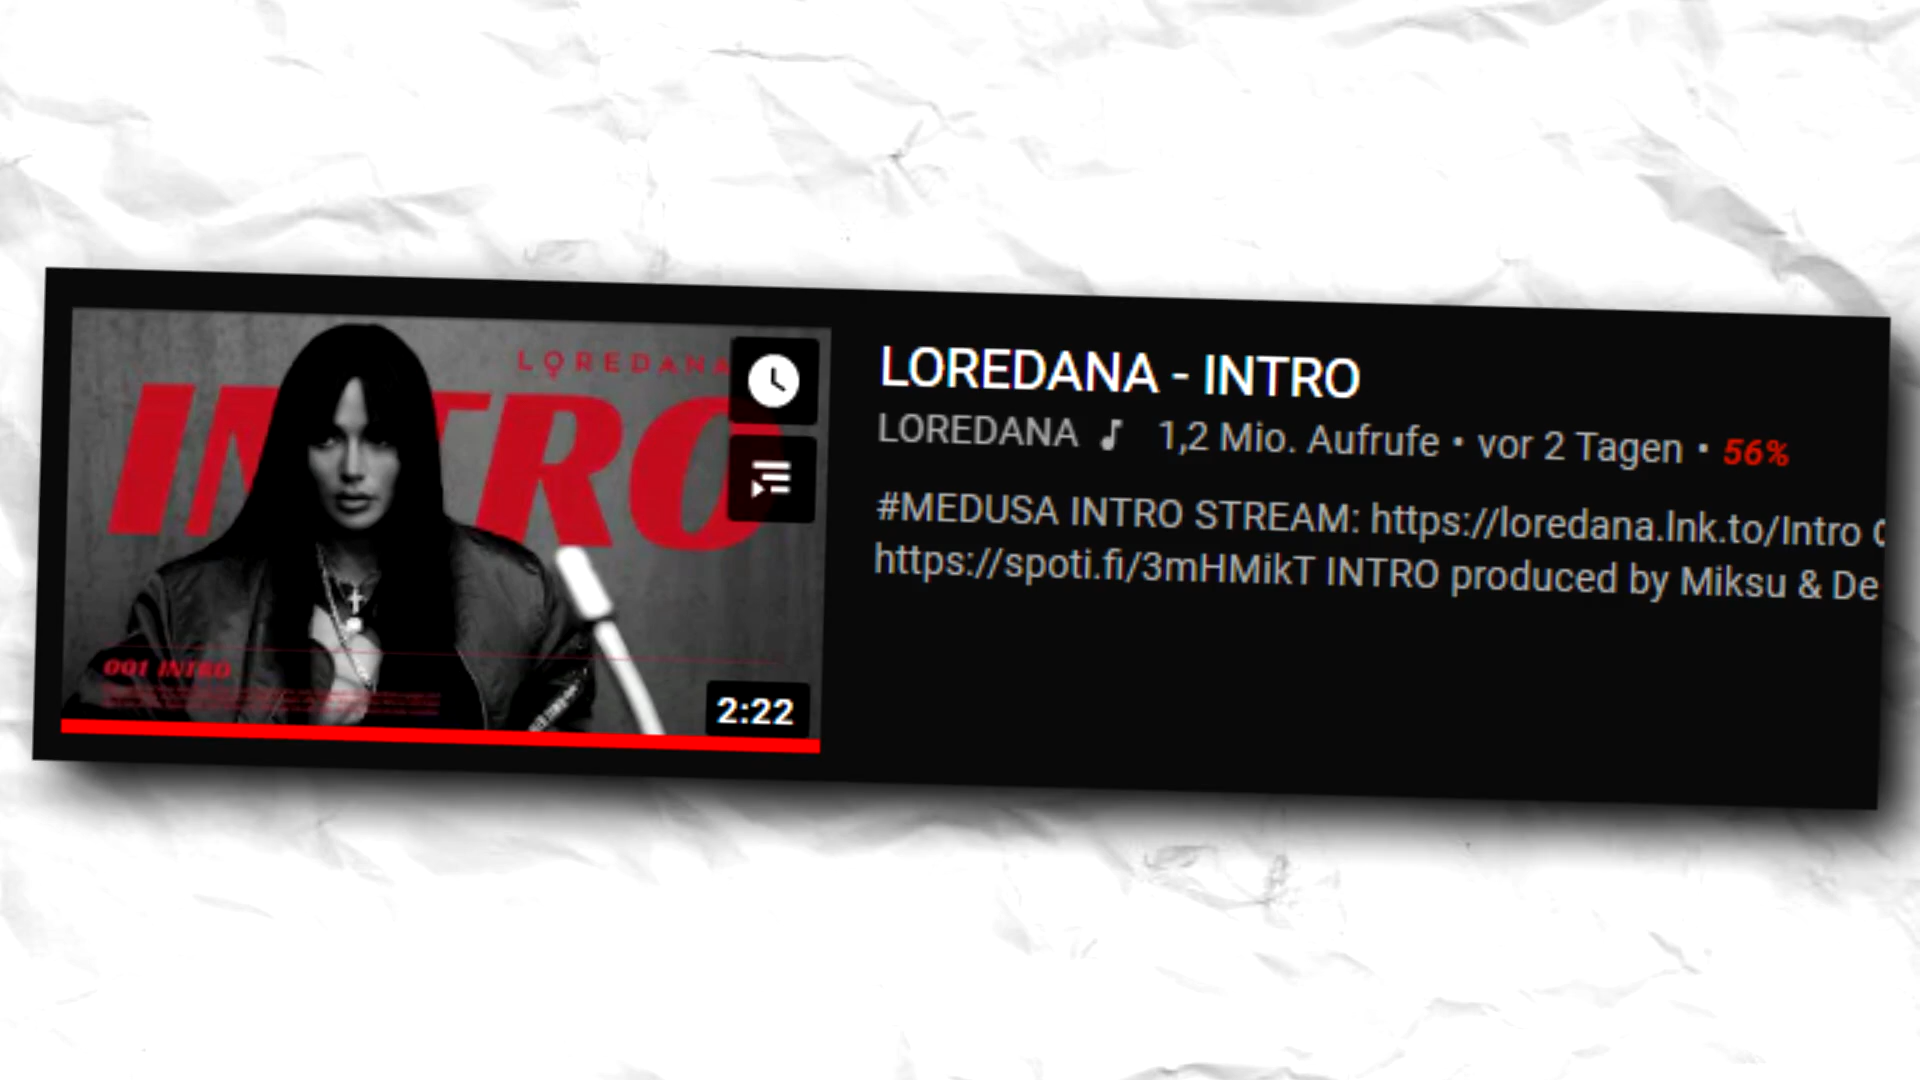 LOREDANA
INTRO
001 INTRO
2:22
LOREDANA - INTRO
LOREDANA 1,2 Mio. Aufrufe • vor 2 Tagen • 56%
#MEDUSA INTRO STREAM: https://loredana.lnk.to/Intro
https://spoti.fi/3mHMikT INTRO produced by Miksu & De